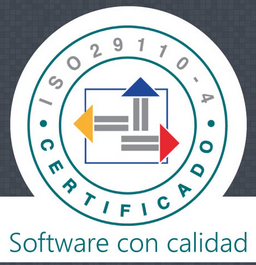 ISO29110-4
CERTIFICADO
Software con calidad